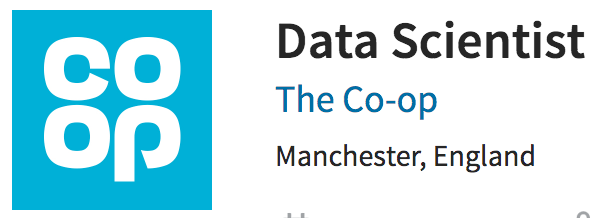 co
op
Data Scientist
The Co-op
Manchester, England